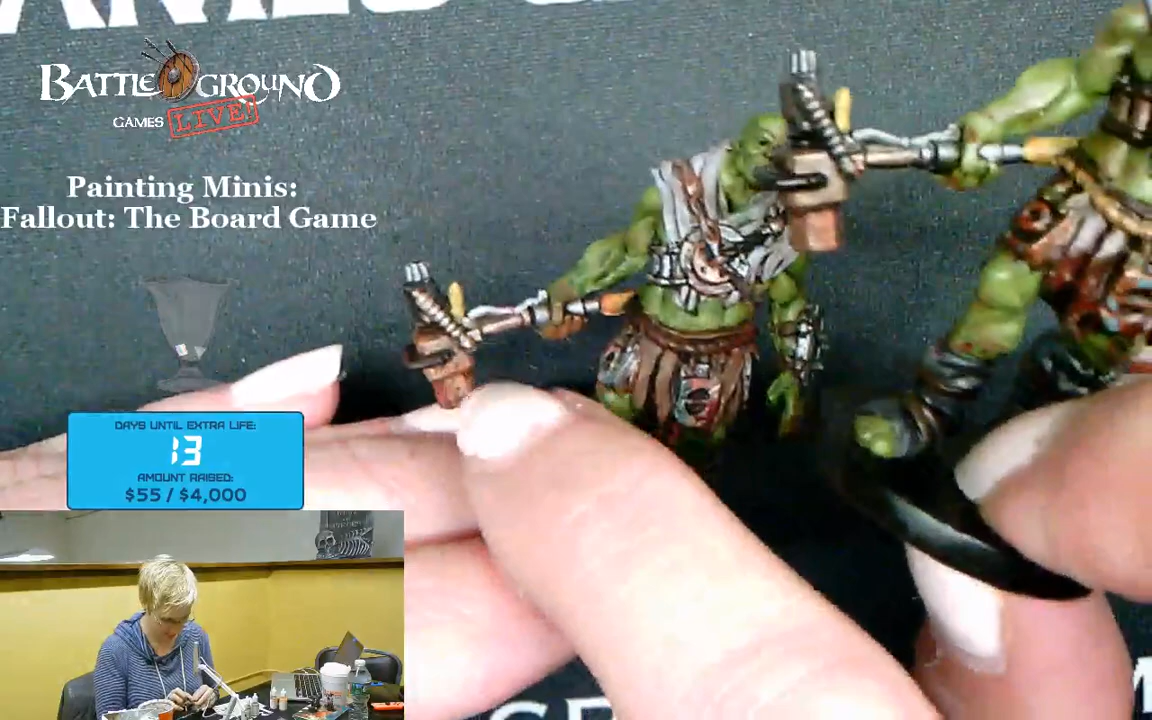 BATTLEGROUND
GAMES LIVE!
Painting Minis:
Fallout: The Board Game
DAYS UNTIL EXTRA LIFE:
13
AMOUNT RAISED:
$55 / $4,000